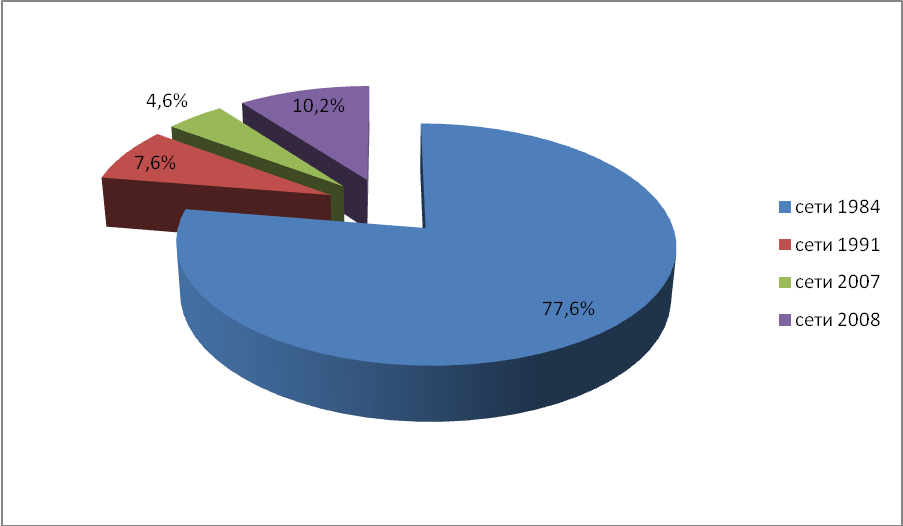 4,6%
10,2%
7,6%
77,6%
сети 1984
сети 1991
сети 2007
сети 2008